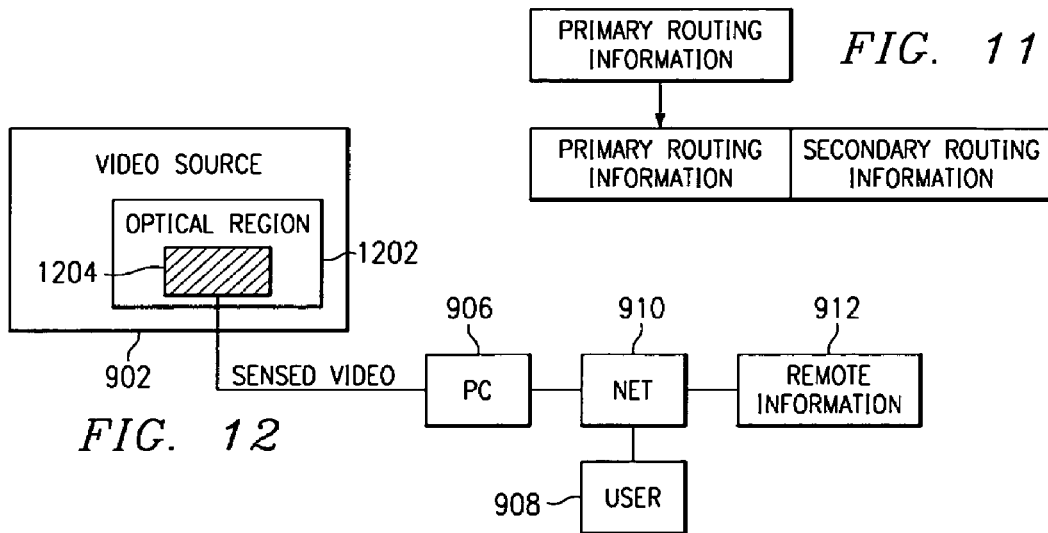 PRIMARY ROUTING
INFORMATION
FIG. 11
PRIMARY ROUTING
INFORMATION
SECONDARY ROUTING
INFORMATION
VIDEO SOURCE
OPTICAL REGION
1204
1202
902
SENSED VIDEO
906
PC
910
NET
912
REMOTE
INFORMATION
908
USER
FIG. 12